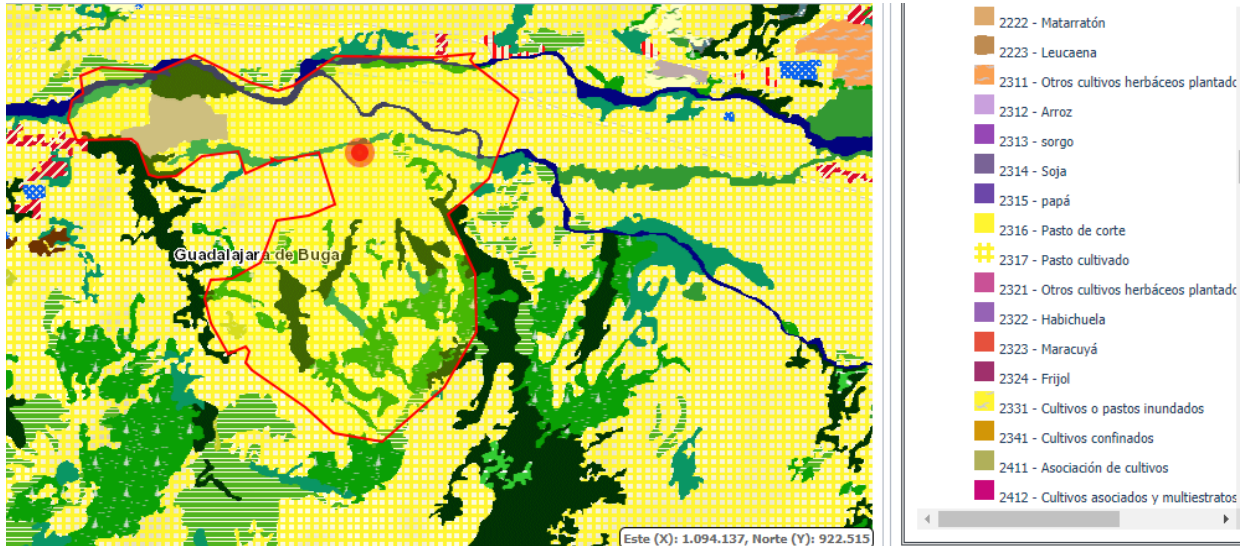 Guadalajara de Buga
Este (X): 1.094.137, Norte (Y): 922.515
2222 - Matarratón
2223 - Leucaena
2311 - Otros cultivos herbáceos plantadc
2312 - Arroz
2313 - sorgo
2314 - Soja
2315 - papá
2316 - Pasto de corte
2317 - Pasto cultivado
2321 - Otros cultivos herbáceos plantadc
2322 - Habichuela
2323 - Maracuyá
2324 - Frijol
2331 - Cultivos o pastos inundados
2341 - Cultivos confinados
2411 - Asociación de cultivos
2412 - Cultivos asociados y multiestratos